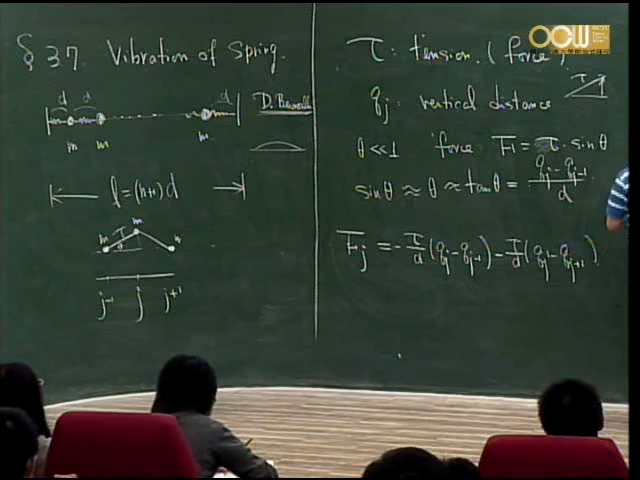 § 3.7. Vibration of Spring.
d d d
D. Bernoulli
m m m
l = (n+1) d
m m m
τ
θ
j-1 j j+1
τ : tension. ( force ).
q_j : vertical distance
τ
θ << 1 force F = τ · sin θ
sin θ ≈ θ ≈ tan θ = (q_j - q_{j-1}) / d
F_j = - τ/d (q_j - q_{j-1}) - τ/d (q_j - q_{j+1})
OCW